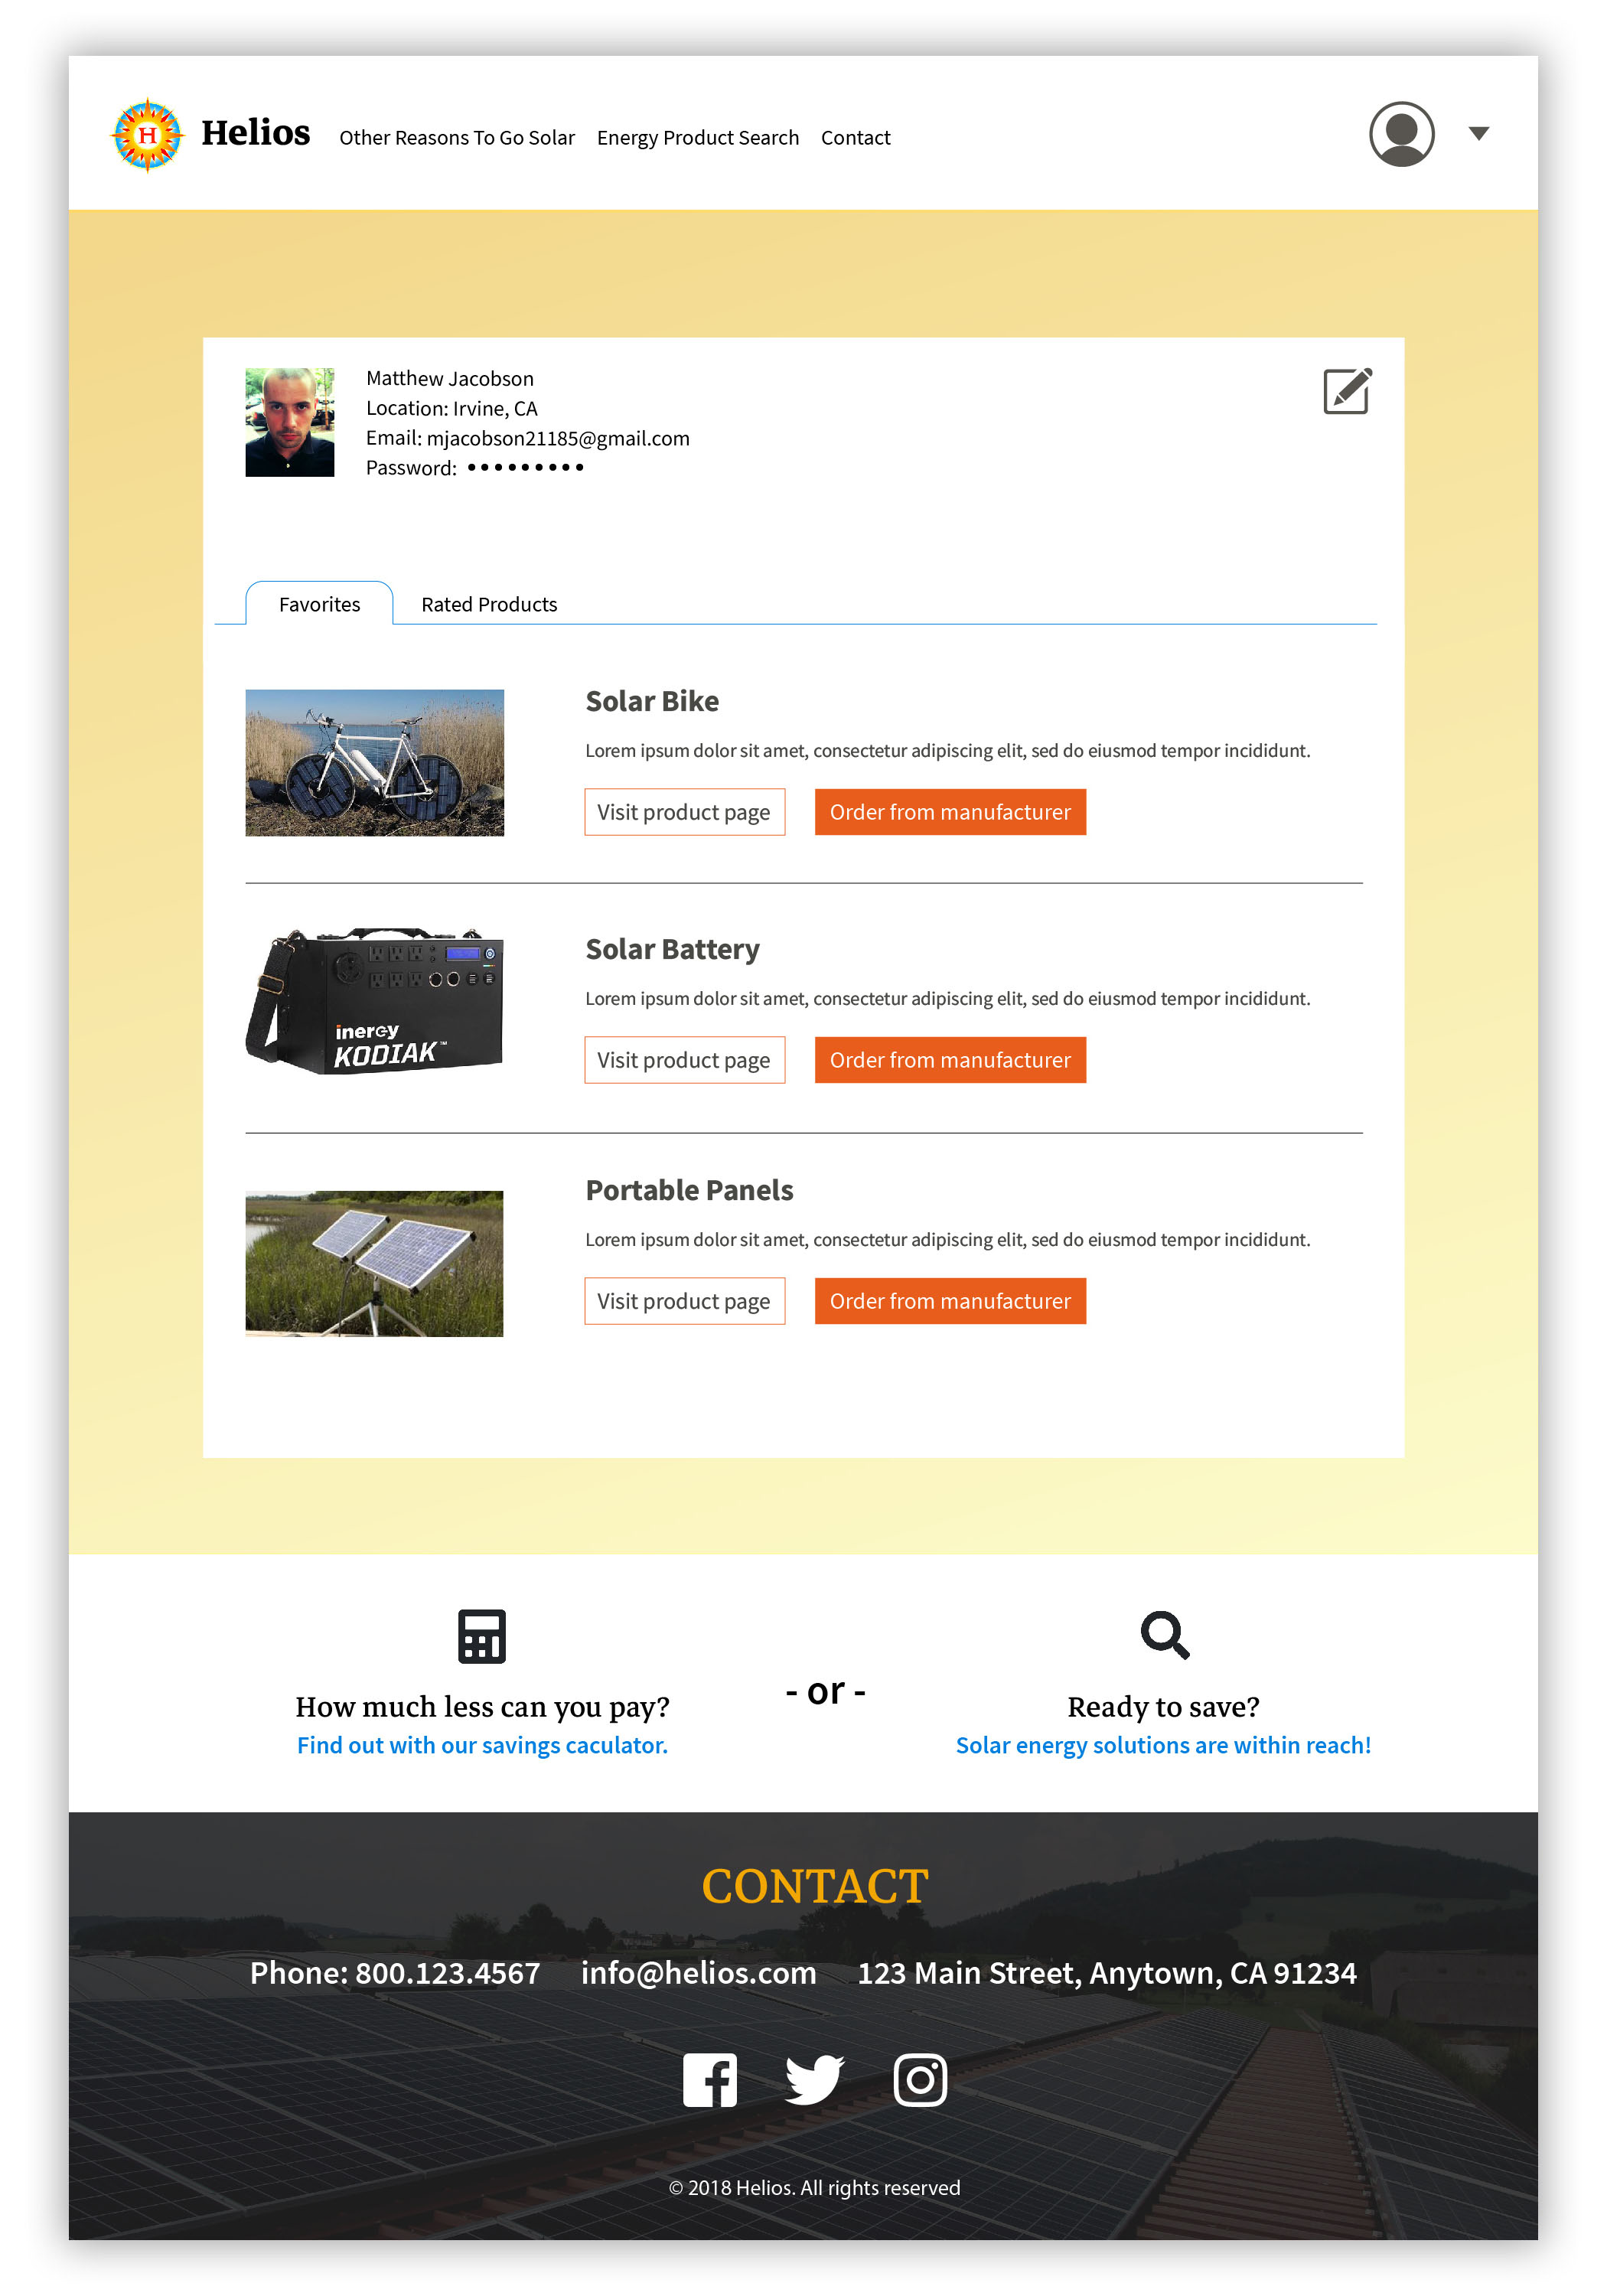 H
Helios
Other Reasons To Go Solar
Energy Product Search
Contact
Matthew Jacobson
Location: Irvine, CA
Email: mjacobson21185@gmail.com
Password: •••••••••
Favorites
Rated Products
Solar Bike
Lorem ipsum dolor sit amet, consectetur adipiscing elit, sed do eiusmod tempor incididunt.
Visit product page
Order from manufacturer
inergy
KODIAK™
Solar Battery
Lorem ipsum dolor sit amet, consectetur adipiscing elit, sed do eiusmod tempor incididunt.
Visit product page
Order from manufacturer
Portable Panels
Lorem ipsum dolor sit amet, consectetur adipiscing elit, sed do eiusmod tempor incididunt.
Visit product page
Order from manufacturer
How much less can you pay?
Find out with our savings caculator.
- or -
Ready to save?
Solar energy solutions are within reach!
CONTACT
Phone: 800.123.4567
info@helios.com
123 Main Street, Anytown, CA 91234
© 2018 Helios. All rights reserved